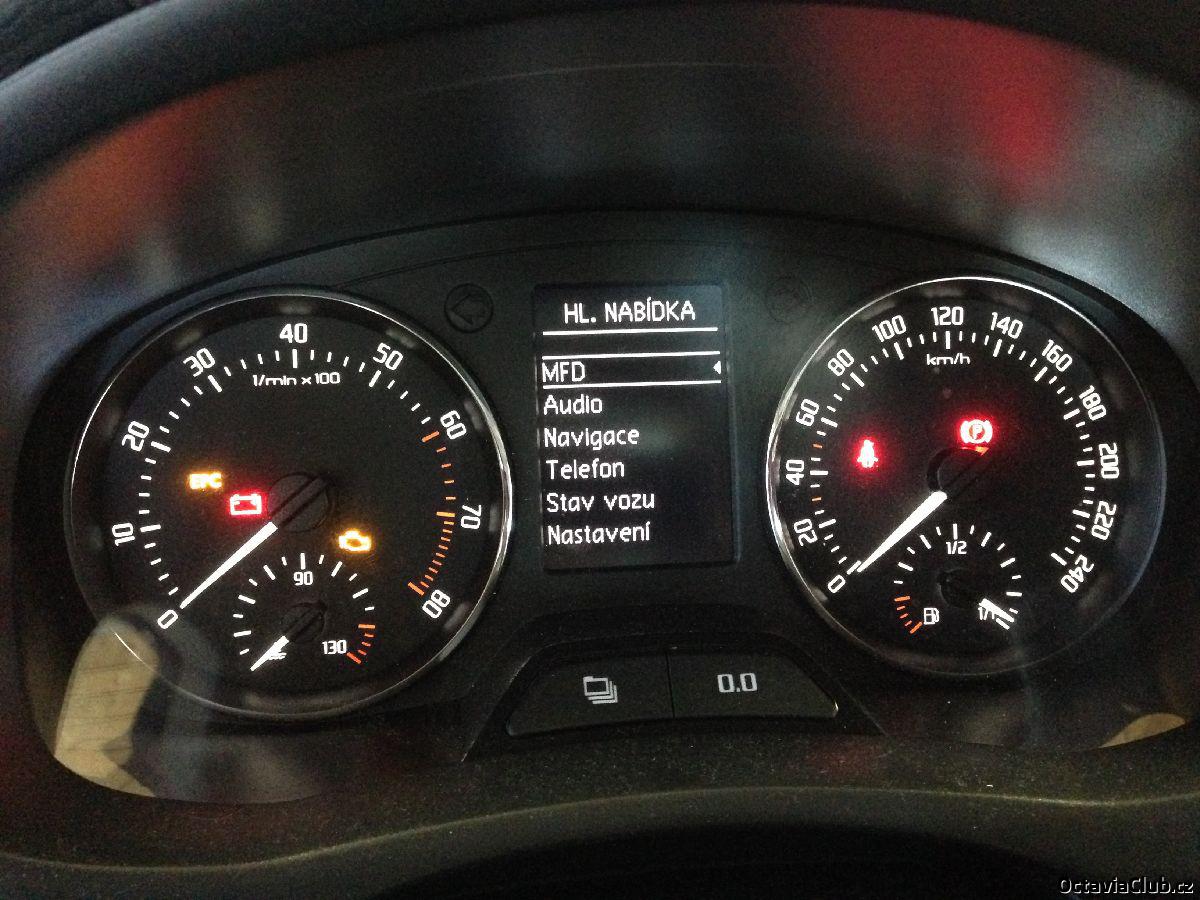 10
20
30
40
50
60
70
80
0
1/min x100
EPC
90
130
HL. NABÍDKA
MFD
Audio
Navigace
Telefon
Stav vozu
Nastavení
0
20
40
60
80
100
120
140
160
180
200
220
240
km/h
P
1/2
1/1
0.0
OctaviaClub.cz